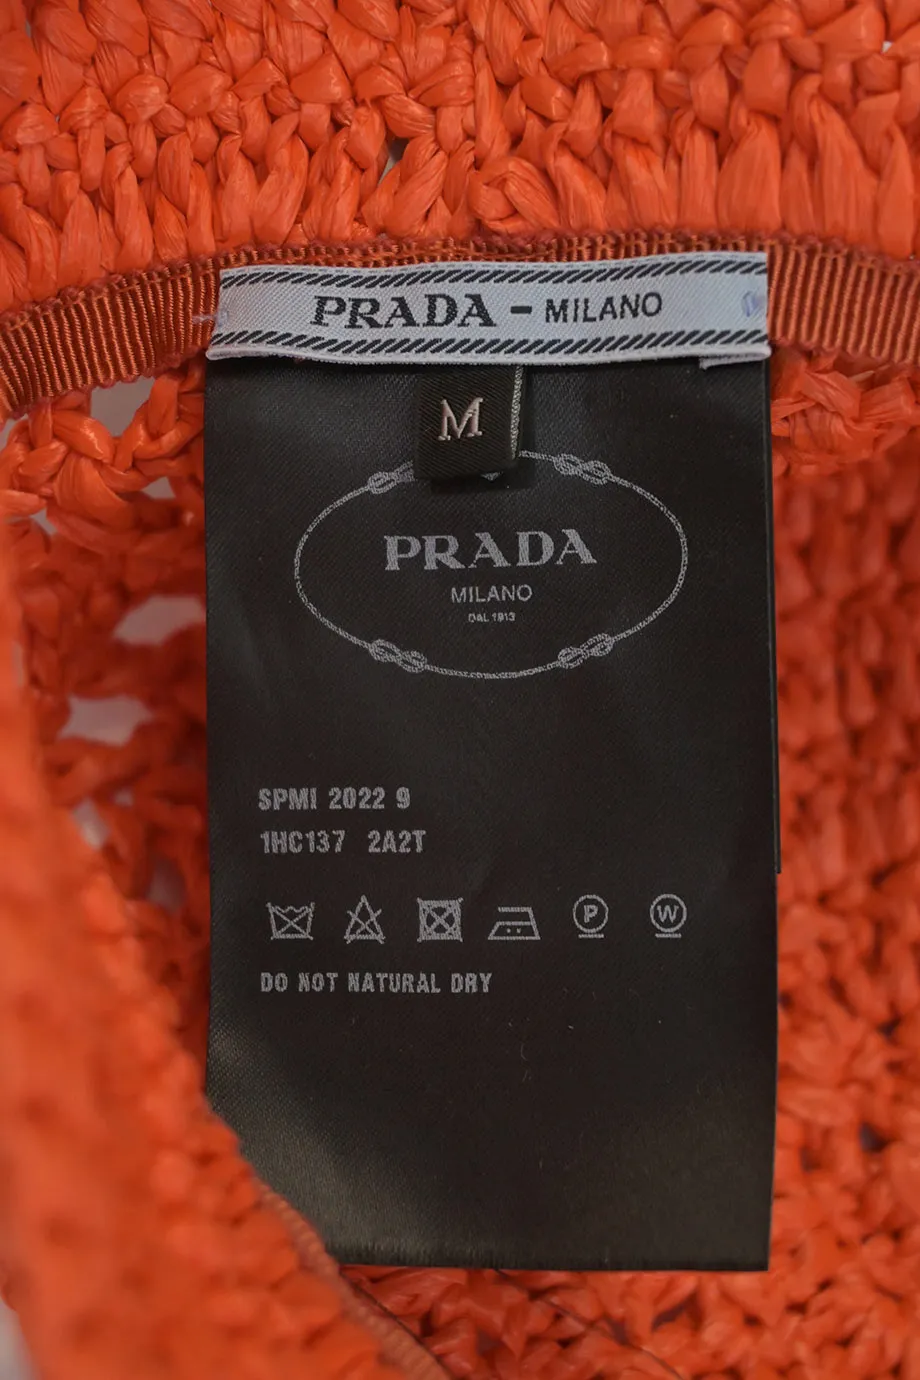 PRADA - MILANO
M
PRADA
MILANO
DAL 1913
SPMI 2022 9
1HC137 2A2T
P W
DO NOT NATURAL DRY